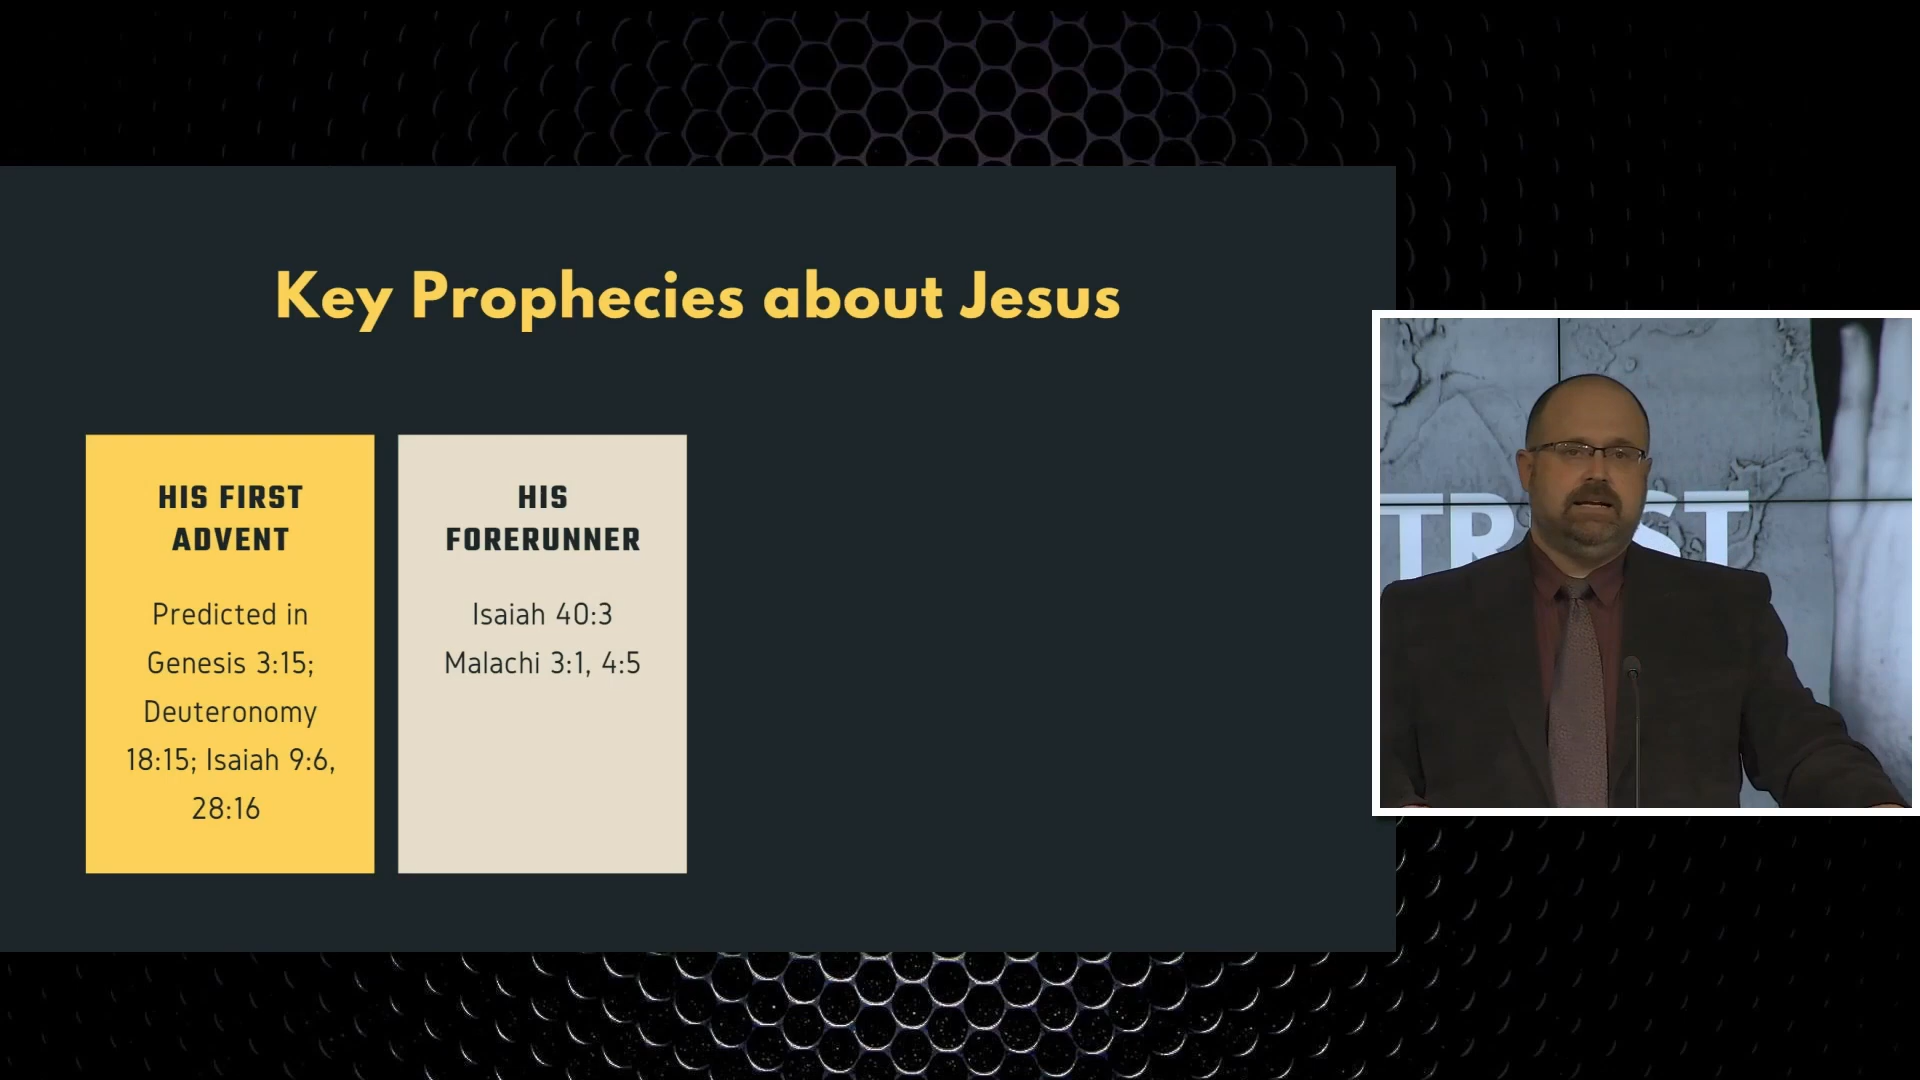 Key Prophecies about Jesus
HIS FIRST
ADVENT
Predicted in
Genesis 3:15;
Deuteronomy
18:15; Isaiah 9:6,
28:16
HIS
FORERUNNER
Isaiah 40:3
Malachi 3:1, 4:5